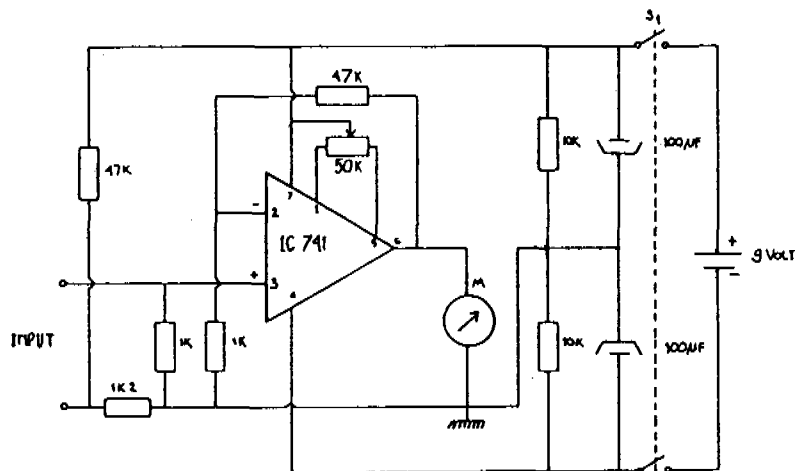 S1
47K
47K
50K
10K
100µF
7
1
- 2
IC 741
5 6
+ 3
4
M
+
9 VOLT
-
INPUT
1K
1K
10K
100µF
1K2